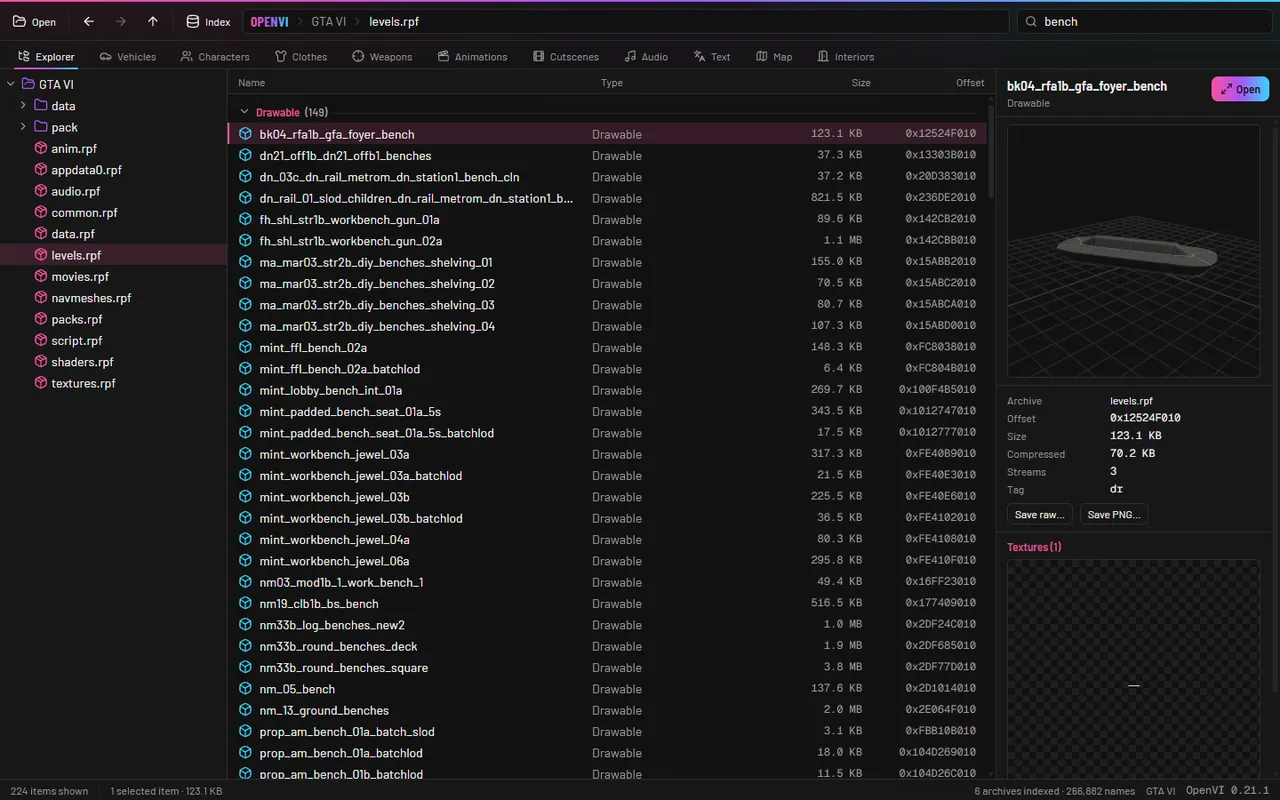 Open Index OPENVI GTA VI levels.rpf bench
Explorer Vehicles Characters Clothes Weapons Animations Cutscenes Audio Text Map Interiors
GTA VI
data
pack
anim.rpf
appdata0.rpf
audio.rpf
common.rpf
data.rpf
levels.rpf
movies.rpf
navmeshes.rpf
packs.rpf
script.rpf
shaders.rpf
textures.rpf
Name Type Size Offset
Drawable (149)
bk04_rfa1b_gfa_foyer_bench Drawable 123.1 KB 0x12524F010
dn21_off1b_dn21_offb1_benches Drawable 37.3 KB 0x13303B010
dn_03c_dn_rail_metrom_dn_station1_bench_cln Drawable 37.2 KB 0x20D383010
dn_rail_01_slod_children_dn_rail_metrom_dn_station1_b... Drawable 821.5 KB 0x236DE2010
fh_shl_str1b_workbench_gun_01a Drawable 89.6 KB 0x142CB2010
fh_shl_str1b_workbench_gun_02a Drawable 1.1 MB 0x142CBB010
ma_mar03_str2b_diy_benches_shelving_01 Drawable 155.0 KB 0x15ABB2010
ma_mar03_str2b_diy_benches_shelving_02 Drawable 70.5 KB 0x15ABC2010
ma_mar03_str2b_diy_benches_shelving_03 Drawable 80.7 KB 0x15ABCA010
ma_mar03_str2b_diy_benches_shelving_04 Drawable 107.3 KB 0x15ABD0010
mint_ffl_bench_02a Drawable 148.3 KB 0xFC8038010
mint_ffl_bench_02a_batchlod Drawable 6.4 KB 0xFC804B010
mint_lobby_bench_int_01a Drawable 269.7 KB 0x100F4B5010
mint_padded_bench_seat_01a_5s Drawable 343.5 KB 0x1012747010
mint_padded_bench_seat_01a_5s_batchlod Drawable 17.5 KB 0x1012777010
mint_workbench_jewel_03a Drawable 317.3 KB 0xFE40B9010
mint_workbench_jewel_03a_batchlod Drawable 21.5 KB 0xFE40E3010
mint_workbench_jewel_03b Drawable 225.5 KB 0xFE40E6010
mint_workbench_jewel_03b_batchlod Drawable 36.5 KB 0xFE4102010
mint_workbench_jewel_04a Drawable 80.3 KB 0xFE4108010
mint_workbench_jewel_06a Drawable 295.8 KB 0xFE410F010
nm03_mod1b_1_work_bench_1 Drawable 49.4 KB 0x16FF23010
nm19_clb1b_bs_bench Drawable 516.5 KB 0x177409010
nm33b_log_benches_new2 Drawable 1.0 MB 0x2DF24C010
nm33b_round_benches_deck Drawable 1.9 MB 0x2DF685010
nm33b_round_benches_square Drawable 3.8 MB 0x2DF77D010
nm_05_bench Drawable 137.6 KB 0x2D1014010
nm_13_ground_benches Drawable 2.0 MB 0x2E064F010
prop_am_bench_01a_batch_slod Drawable 3.1 KB 0xFBB10B010
prop_am_bench_01a_batchlod Drawable 18.0 KB 0x104D269010
prop_am_bench_01b_batchlod Drawable 11.5 KB 0x104D26C010
bk04_rfa1b_gfa_foyer_bench
Drawable
Open
Archive levels.rpf
Offset 0x12524F010
Size 123.1 KB
Compressed 70.2 KB
Streams 3
Tag dr
Save raw... Save PNG...
Textures (1)
—
224 items shown 1 selected item · 123.1 KB 6 archives indexed · 266,882 names GTA VI OpenVI 0.21.1